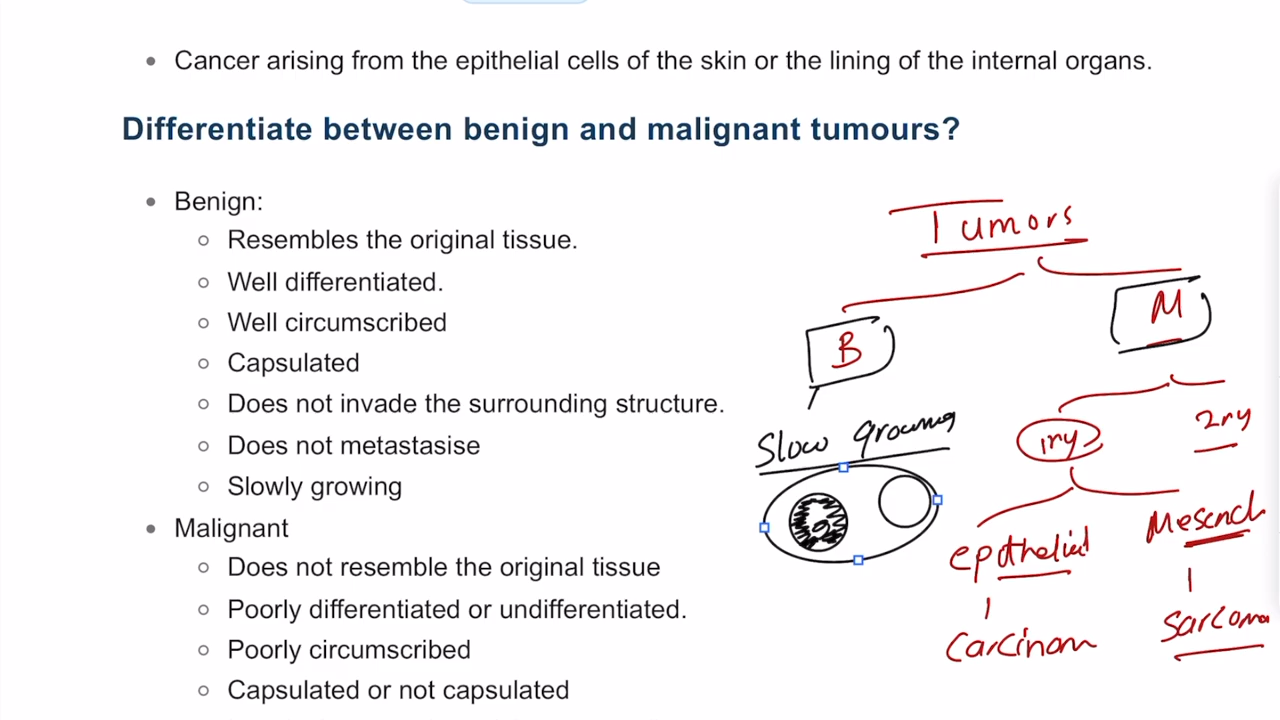 Cancer arising from the epithelial cells of the skin or the lining of the internal organs.
Differentiate between benign and malignant tumours?
Benign:
Resembles the original tissue.
Well differentiated.
Well circumscribed
Capsulated
Does not invade the surrounding structure.
Does not metastasise
Slowly growing
Malignant
Does not resemble the original tissue
Poorly differentiated or undifferentiated.
Poorly circumscribed
Capsulated or not capsulated
Tumors
B
M
Slow growing
1ry
2ry
epithelial
Mesench
Carcinom
Sarcoma